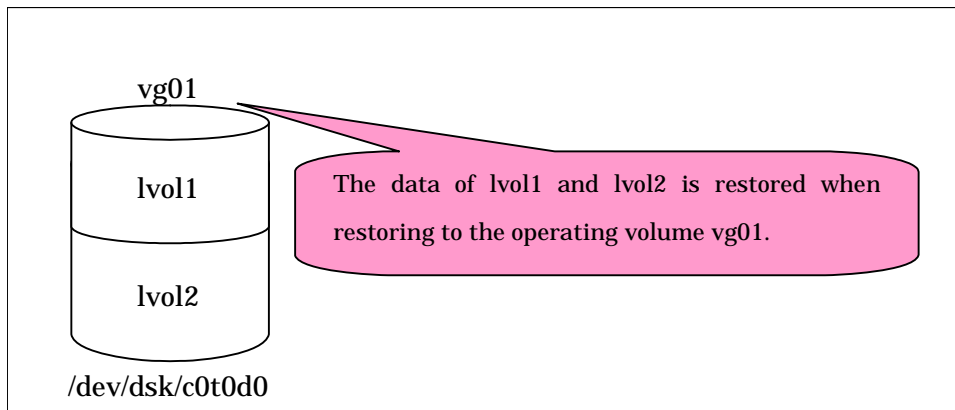 vg01
lvol1
The data of lvol1 and lvol2 is restored when
restoring to the operating volume vg01.
lvol2
/dev/dsk/c0t0d0